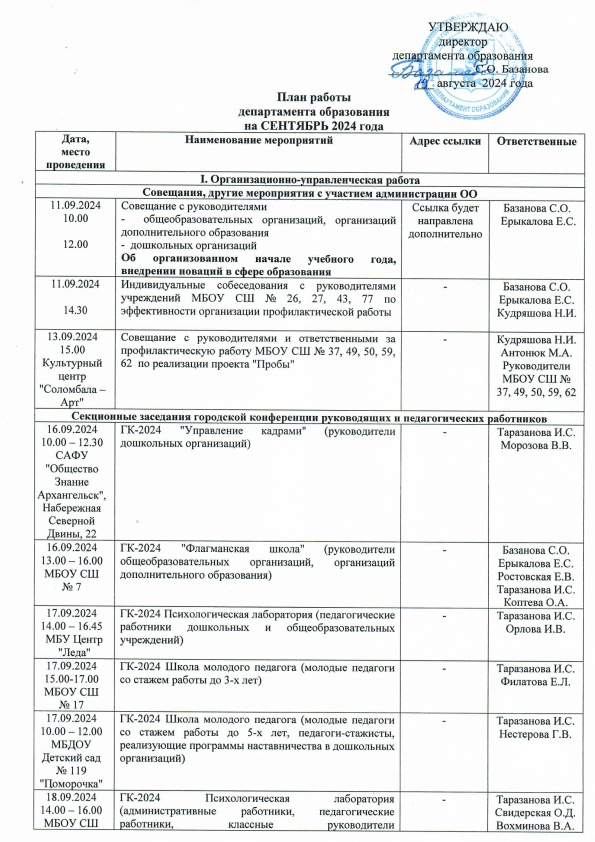 УТВЕРЖДАЮ
директор
департамента образования
С.О. Базанова
19 августа 2024 года
План работы
департамента образования
на СЕНТЯБРЬ 2024 года
Дата,
место
проведения
Наименование мероприятий
Адрес ссылки
Ответственные
I. Организационно-управленческая работа
Совещания, другие мероприятия с участием администрации ОО
11.09.2024
10.00
12.00
Совещание с руководителями
- общеобразовательных организаций, организаций
дополнительного образования
- дошкольных организаций
Об организованном начале учебного года,
внедрении новаций в сфере образования
Ссылка будет
направлена
дополнительно
Базанова С.О.
Ерыкалова Е.С.
11.09.2024
14.30
Индивидуальные собеседования с руководителями
учреждений МБОУ СШ № 26, 27, 43, 77 по
эффективности организации профилактической работы
-
Базанова С.О.
Ерыкалова Е.С.
Кудряшова Н.И.
13.09.2024
15.00
Культурный
центр
"Соломбала –
Арт"
Совещание с руководителями и ответственными за
профилактическую работу МБОУ СШ № 37, 49, 50, 59,
62 по реализации проекта "Пробы"
-
Кудряшова Н.И.
Антонюк М.А.
Руководители
МБОУ СШ №
37, 49, 50, 59, 62
Секционные заседания городской конференции руководящих и педагогических работников
16.09.2024
10.00 – 12.30
САФУ
"Общество
Знание
Архангельск",
Набережная
Северной
Двины, 22
ГК-2024 "Управление кадрами" (руководители
дошкольных организаций)
-
Таразанова И.С.
Морозова В.В.
16.09.2024
13.00 – 16.00
МБОУ СШ
№ 7
ГК-2024 "Флагманская школа" (руководители
общеобразовательных организаций, организаций
дополнительного образования)
-
Базанова С.О.
Ерыкалова Е.С.
Ростовская Е.В.
Таразанова И.С.
Коптева О.А.
17.09.2024
14.00 – 16.45
МБУ Центр
"Леда"
ГК-2024 Психологическая лаборатория (педагогические
работники дошкольных и общеобразовательных
учреждений)
-
Таразанова И.С.
Орлова И.В.
17.09.2024
15.00-17.00
МБОУ СШ
№ 17
ГК-2024 Школа молодого педагога (молодые педагоги
со стажем работы до 3-х лет)
-
Таразанова И.С.
Филатова Е.Л.
17.09.2024
10.00 – 12.00
МБДОУ
Детский сад
№ 119
"Поморочка"
ГК-2024 Школа молодого педагога (молодые педагоги
со стажем работы до 5-х лет, педагоги-стажисты,
реализующие программы наставничества в дошкольных
организаций)
-
Таразанова И.С.
Нестерова Г.В.
18.09.2024
14.00 – 16.00
МБОУ СШ
ГК-2024 Психологическая лаборатория
(административные работники, педагогические
работники, классные руководители
-
Таразанова И.С.
Свидерская О.Д.
Вохминова В.А.